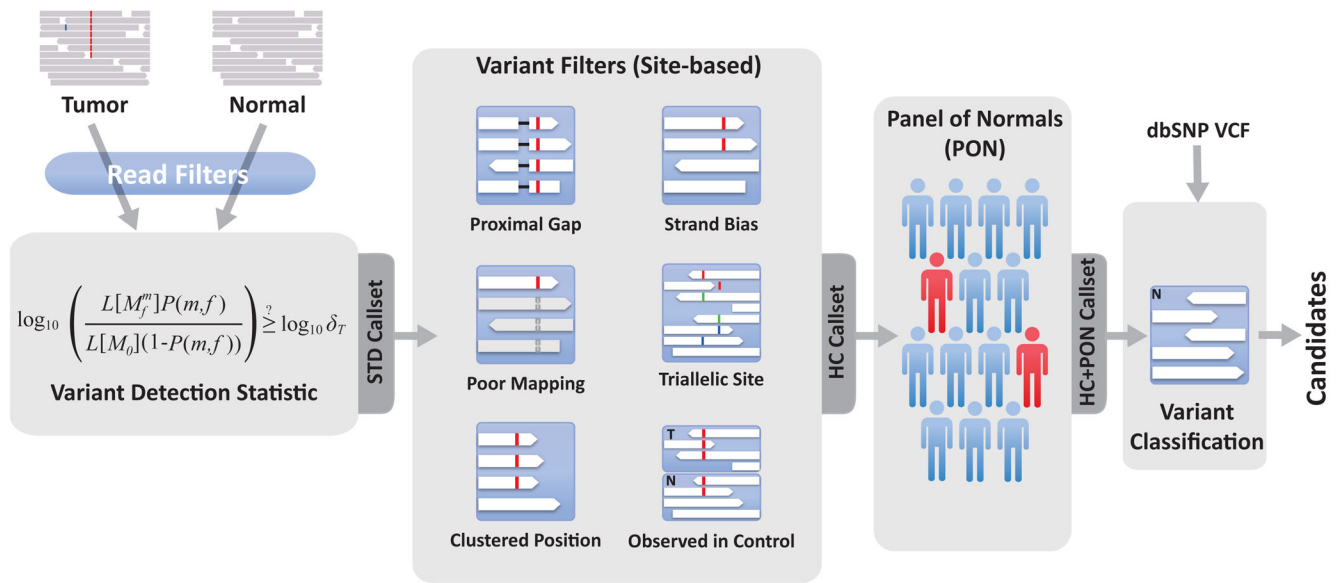 Tumor
Normal
Read Filters
log₁₀ ( L[M_f^m]P(m,f) / L[M₀](1-P(m,f)) ) ≥? log₁₀ δ_T
Variant Detection Statistic
STD Callset
Variant Filters (Site-based)
Proximal Gap
Strand Bias
Poor Mapping
Triallelic Site
Clustered Position
T
N
Observed in Control
HC Callset
Panel of Normals
(PON)
HC+PON Callset
dbSNP VCF
N
Variant
Classification
Candidates